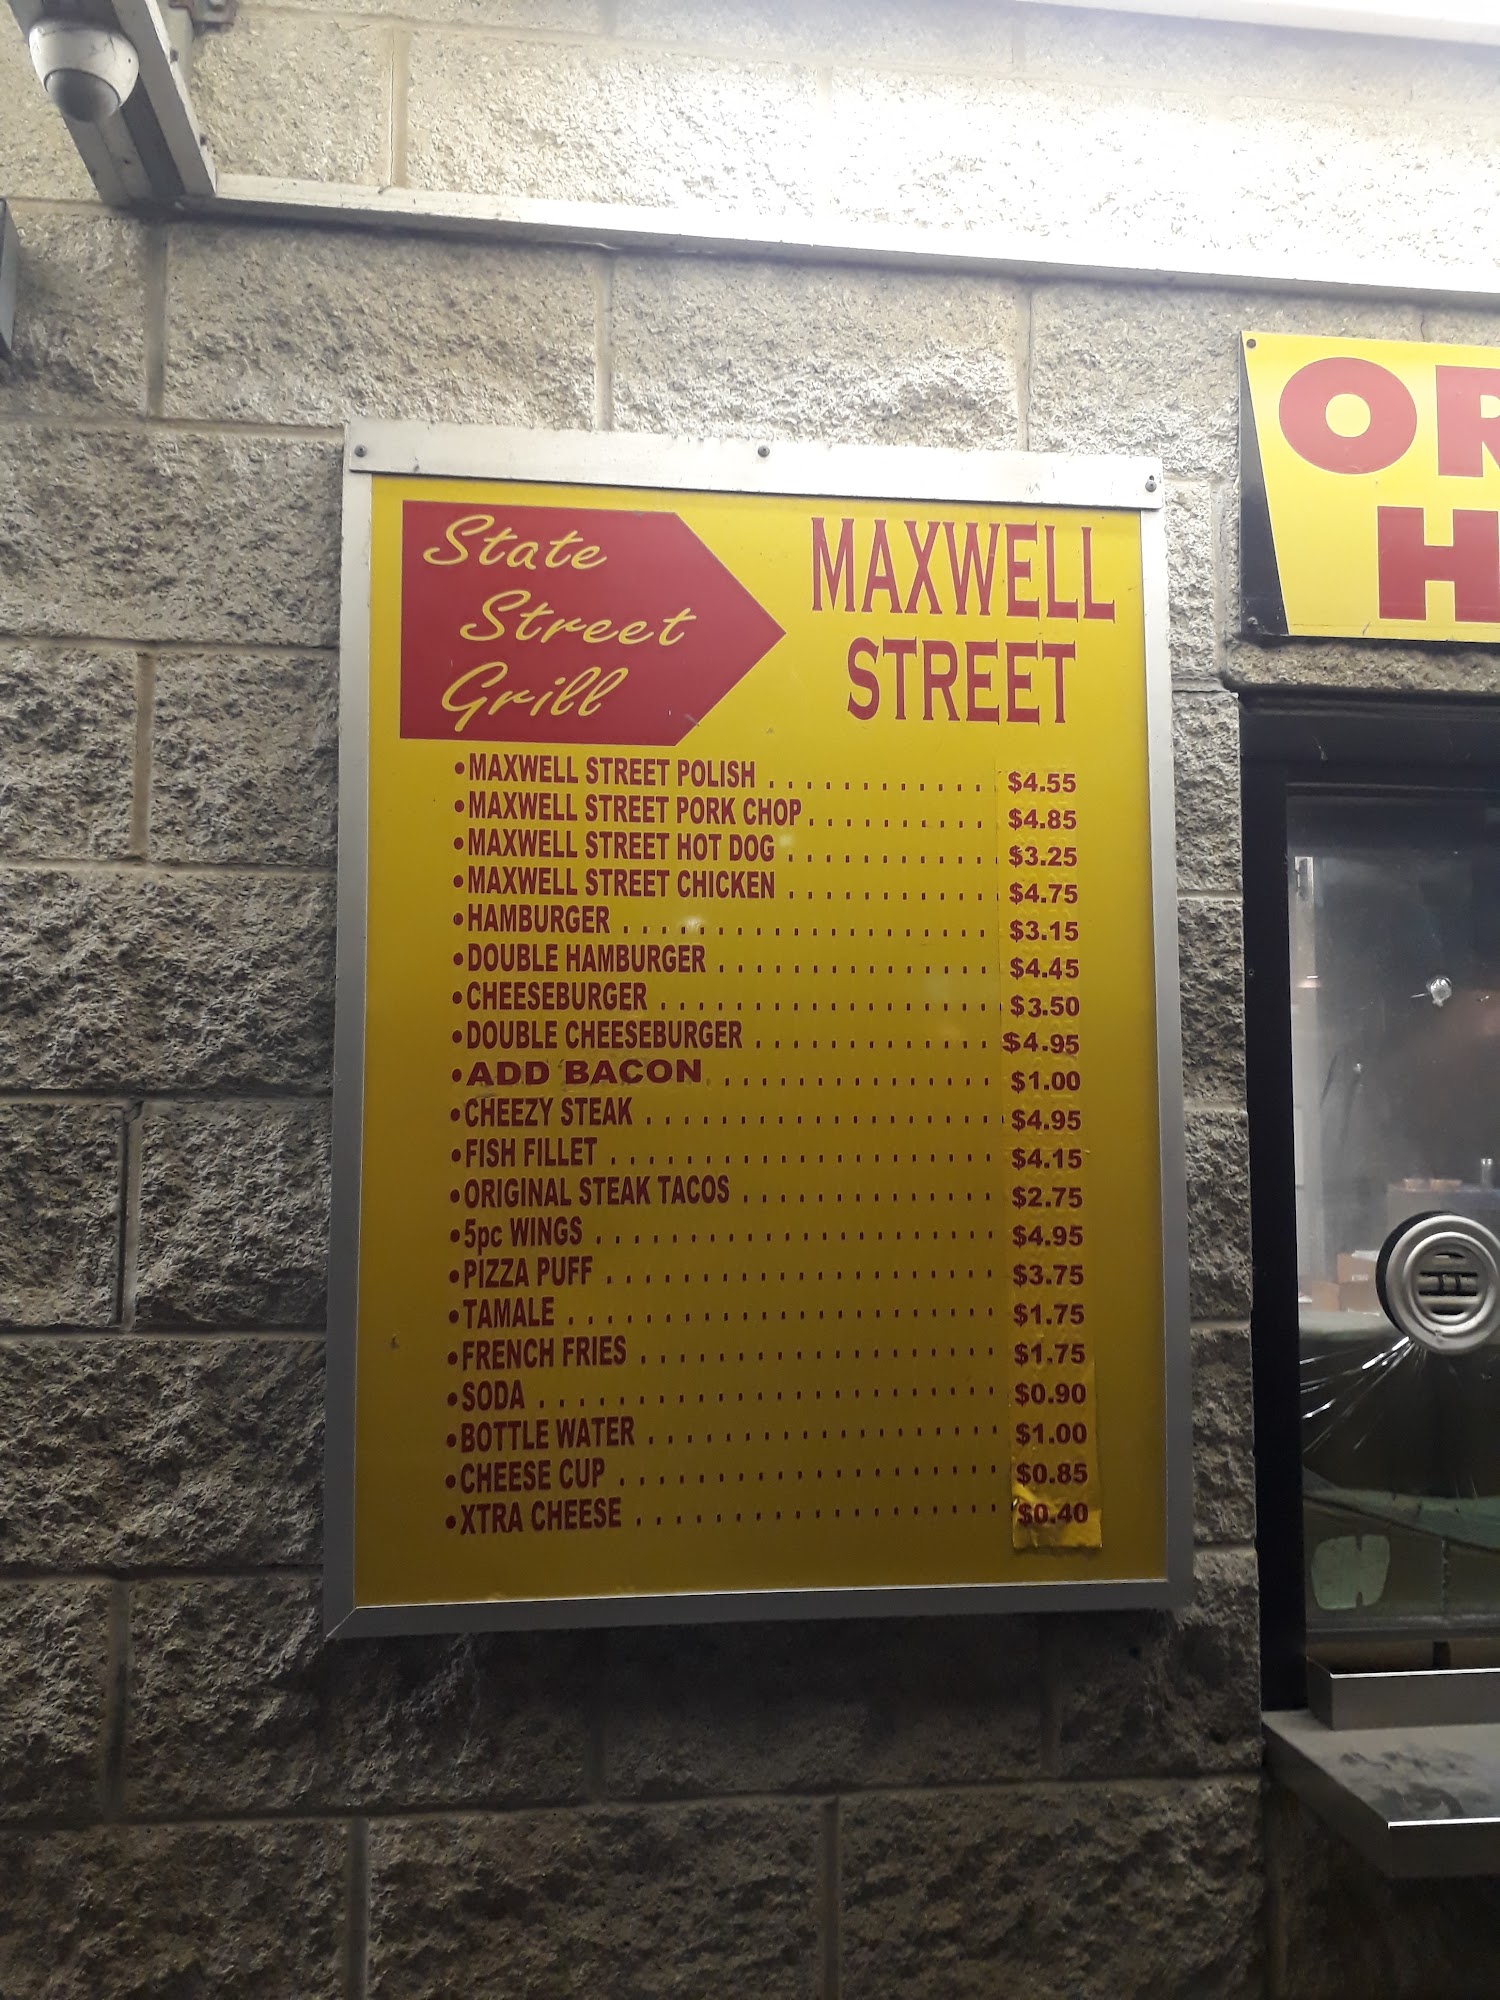 State
Street
Grill
MAXWELL
STREET
•MAXWELL STREET POLISH . . . . . . . . . . . . $4.55
•MAXWELL STREET PORK CHOP . . . . . . . . . . $4.85
•MAXWELL STREET HOT DOG . . . . . . . . . . . . $3.25
•MAXWELL STREET CHICKEN . . . . . . . . . . . . $4.75
•HAMBURGER . . . . . . . . . . . . . . . . . . . . $3.15
•DOUBLE HAMBURGER . . . . . . . . . . . . . . . $4.45
•CHEESEBURGER . . . . . . . . . . . . . . . . . . $3.50
•DOUBLE CHEESEBURGER . . . . . . . . . . . . . $4.95
•ADD BACON . . . . . . . . . . . . . . . $1.00
•CHEEZY STEAK . . . . . . . . . . . . . . . . . . . $4.95
•FISH FILLET . . . . . . . . . . . . . . . . . . . . $4.15
•ORIGINAL STEAK TACOS . . . . . . . . . . . . . $2.75
•5pc WINGS . . . . . . . . . . . . . . . . . . . . . $4.95
•PIZZA PUFF . . . . . . . . . . . . . . . . . . . . $3.75
•TAMALE . . . . . . . . . . . . . . . . . . . . . . $1.75
•FRENCH FRIES . . . . . . . . . . . . . . . . . . $1.75
•SODA . . . . . . . . . . . . . . . . . . . . . . . . $0.90
•BOTTLE WATER . . . . . . . . . . . . . . . . . . $1.00
•CHEESE CUP . . . . . . . . . . . . . . . . . . . . $0.85
•XTRA CHEESE . . . . . . . . . . . . . . . . . . . $0.40
OR
H